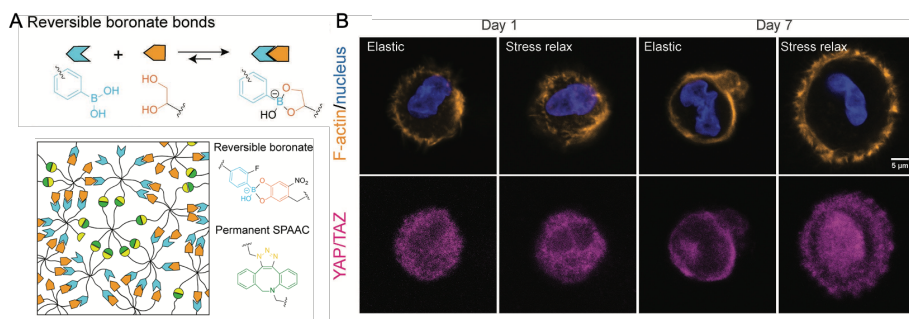 A Reversible boronate bonds
+
HO
B
OH
HO
HO
⊖
B
O
HO
O
Reversible boronate
F
NO₂
⊖
B
O
HO
O
Permanent SPAAC
N
N
N
N
B
Day 1
Day 7
Elastic
Stress relax
Elastic
Stress relax
F-actin/nucleus
5 μm
YAP/TAZ